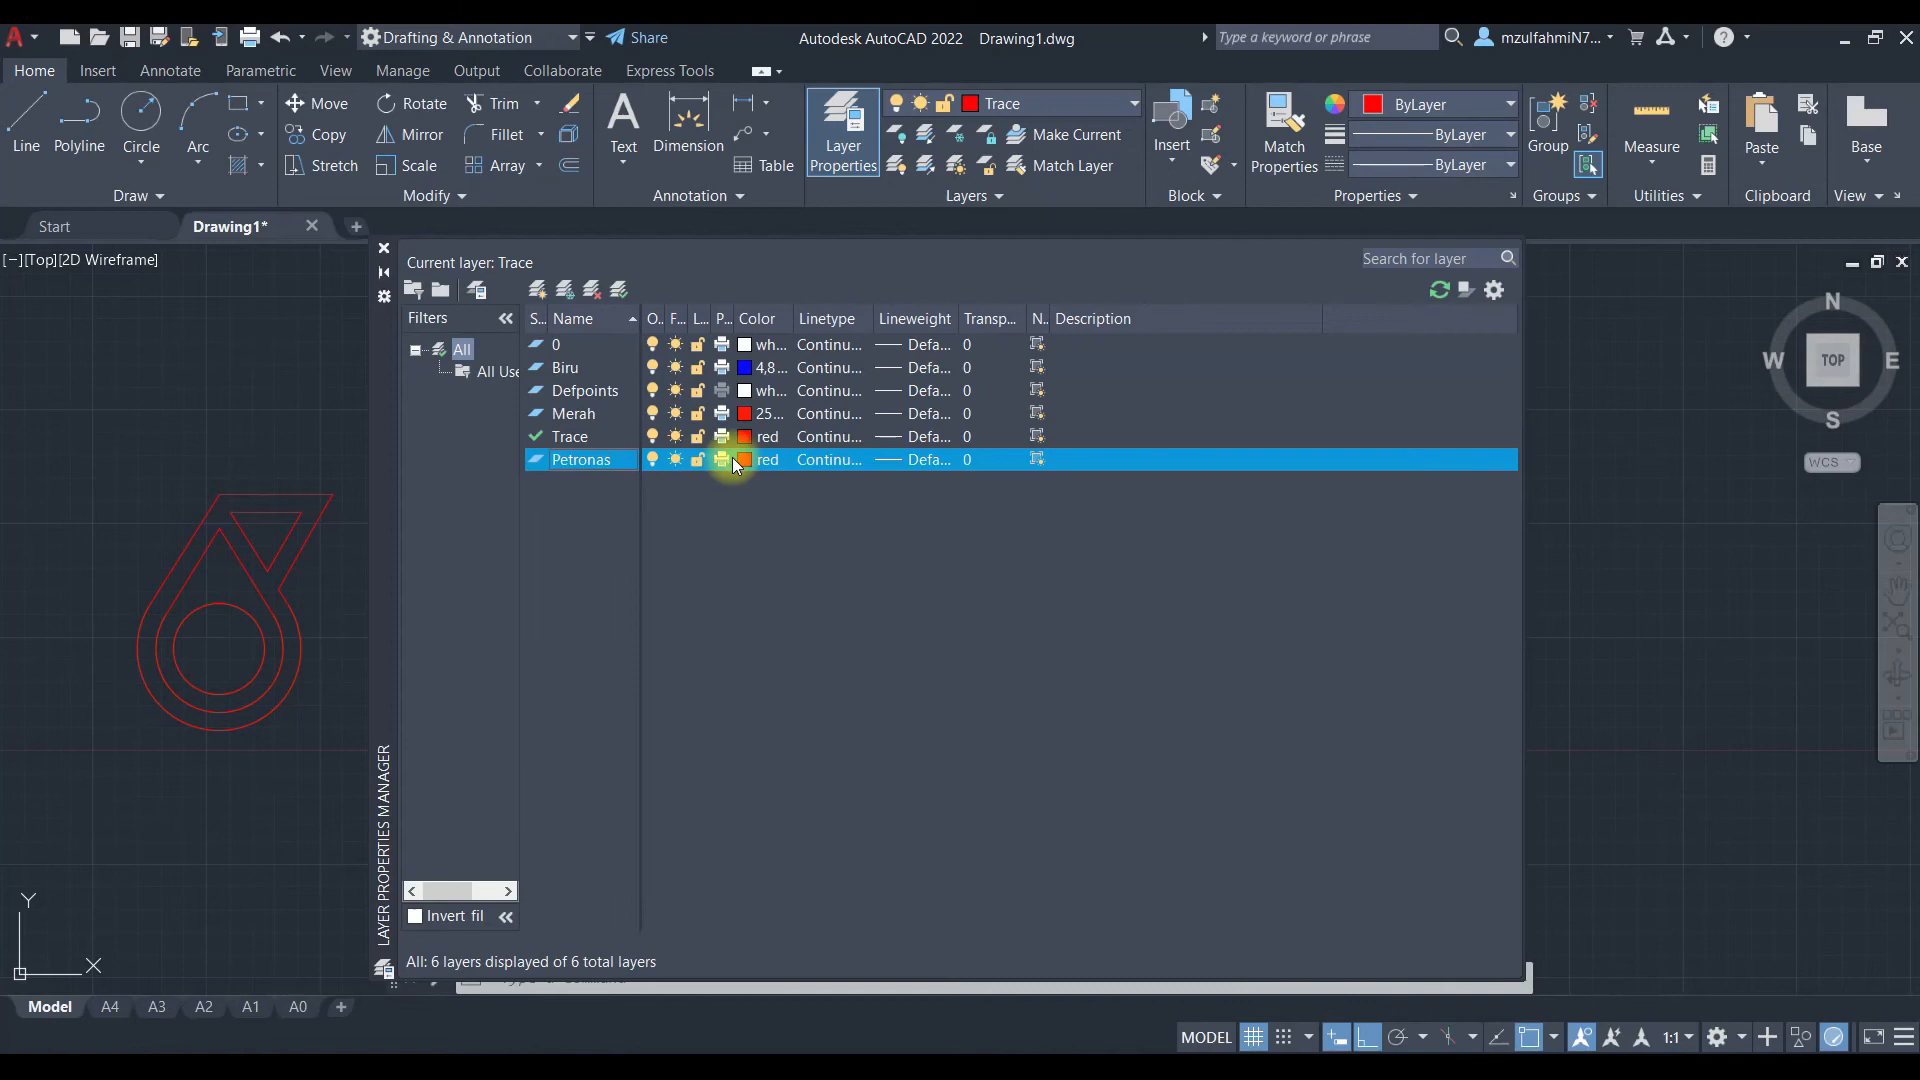 Drafting & Annotation
Share
Autodesk AutoCAD 2022 Drawing1.dwg
Type a keyword or phrase
mzulfahmiN7...
Home Insert Annotate Parametric View Manage Output Collaborate Express Tools
Line Polyline Circle Arc
Move Rotate Trim
Copy Mirror Fillet
Stretch Scale Array
Text Dimension Table
Layer Properties
Trace
Make Current
Match Layer
Insert
Match Properties
ByLayer
ByLayer
ByLayer
Group Measure Paste Base
Draw Modify Annotation Layers Block Properties Groups Utilities Clipboard View
Start Drawing1*
[−][Top][2D Wireframe]
Current layer: Trace
Search for layer
Filters
All
All Use
S... Name O. F... L... P... Color Linetype Lineweight Transp... N.. Description
0 wh... Continu... Defa... 0
Biru 4,8... Continu... Defa... 0
Defpoints wh... Continu... Defa... 0
Merah 25... Continu... Defa... 0
Trace red Continu... Defa... 0
Petronas red Continu... Defa... 0
N
W TOP E
S
WCS
LAYER PROPERTIES MANAGER
Invert fil
All: 6 layers displayed of 6 total layers
Y
X
Model A4 A3 A2 A1 A0
MODEL 1:1